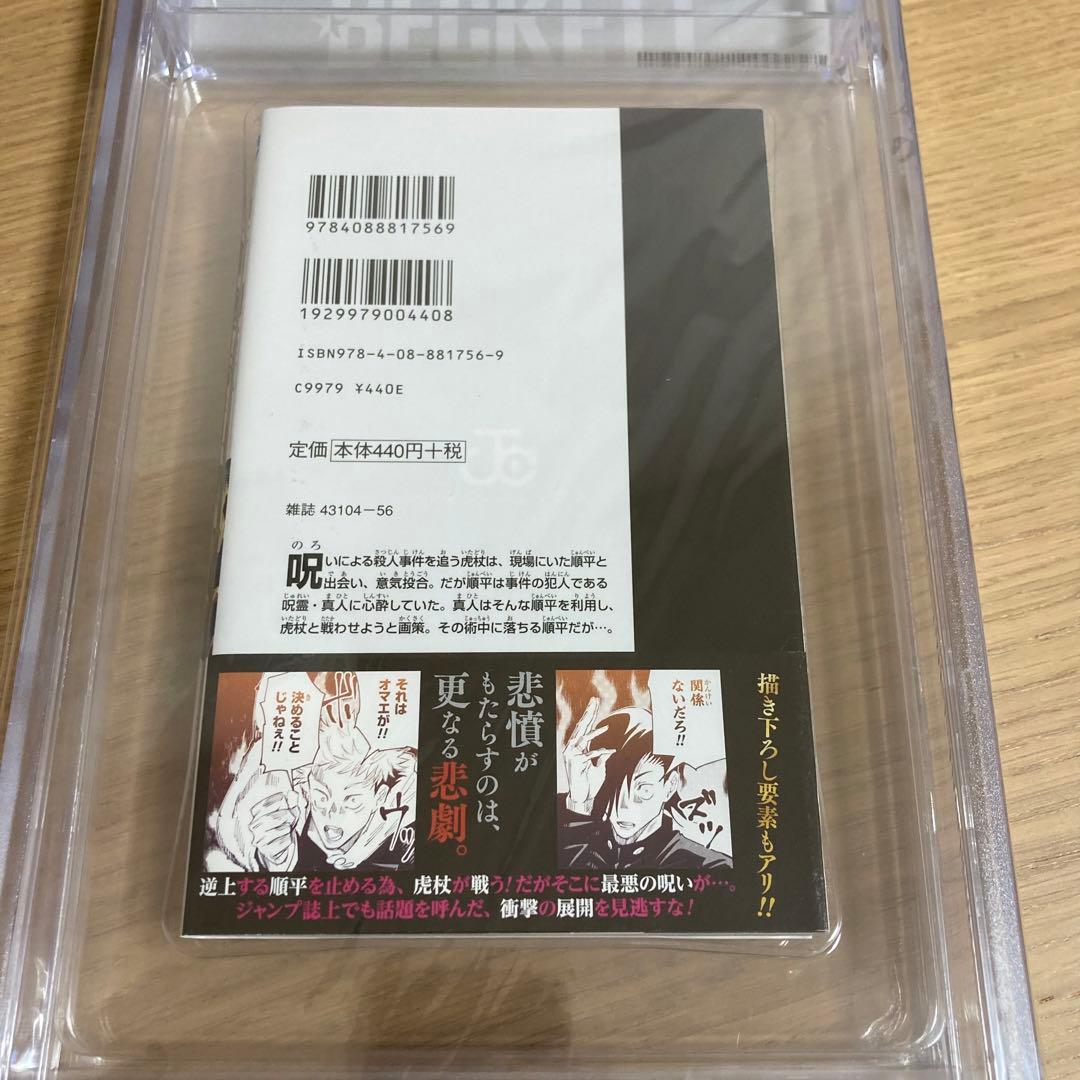 BECKETT
9784088817569
1929979004408
ISBN978-4-08-881756-9
C9979 ¥440E
定価 本体440円+税
雑誌 43104-56
呪いによる殺人事件を追う虎杖は、現場にいた順平と
出会い、意気投合。だが順平は事件の犯人である
呪霊・真人に心酔していた。真人はそんな順平を利用し、
虎杖と戦わせようと画策。その術中に落ちる順平だが…。
描き下ろし要素もアリ!!
関係
ないだろ!!
ズッ
悲憤が
もたらすのは、
更なる悲劇。
それは
オマエが!!
決めること
じゃねぇ!!
逆上する順平を止める為、虎杖が戦う!だがそこに最悪の呪いが…。
ジャンプ誌上でも話題を呼んだ、衝撃の展開を見逃すな!